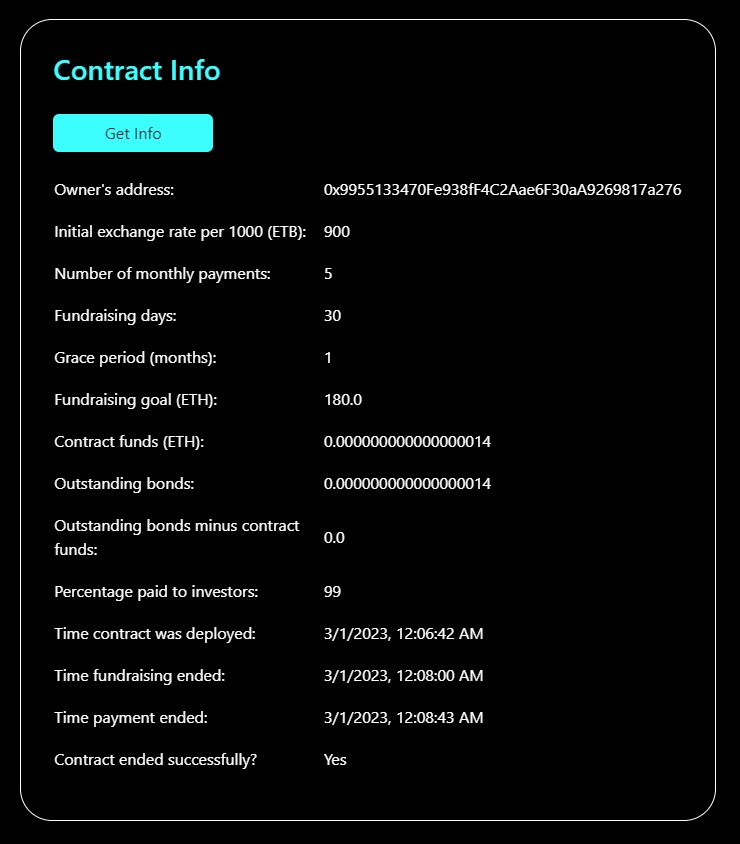 Contract Info
Get Info
Owner's address: 0x9955133470Fe938fF4C2Aae6F30aA9269817a276
Initial exchange rate per 1000 (ETB): 900
Number of monthly payments: 5
Fundraising days: 30
Grace period (months): 1
Fundraising goal (ETH): 180.0
Contract funds (ETH): 0.000000000000000014
Outstanding bonds: 0.000000000000000014
Outstanding bonds minus contract
funds: 0.0
Percentage paid to investors: 99
Time contract was deployed: 3/1/2023, 12:06:42 AM
Time fundraising ended: 3/1/2023, 12:08:00 AM
Time payment ended: 3/1/2023, 12:08:43 AM
Contract ended successfully? Yes